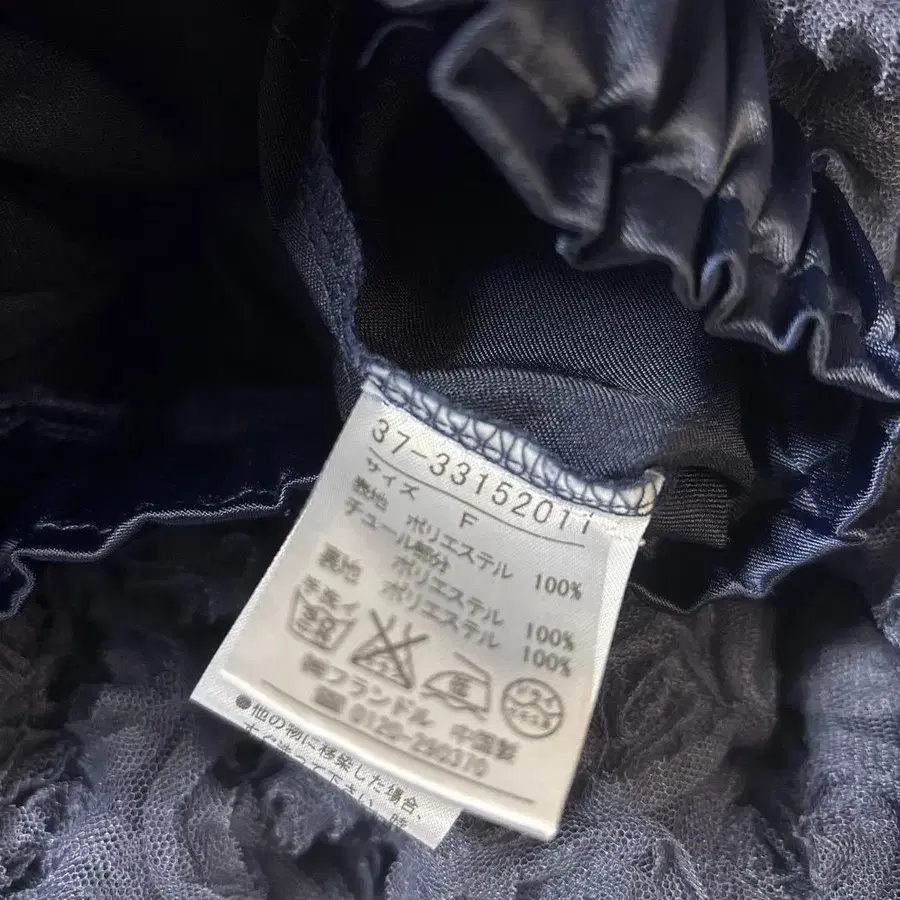 37-33152011
サイズ F
表地 ポリエステル 100%
チュール部分
ポリエステル 100%
裏地 ポリエステル 100%
手洗イ
㈱フランドル 中国製
0120-290370
●他の物に移染した場合、